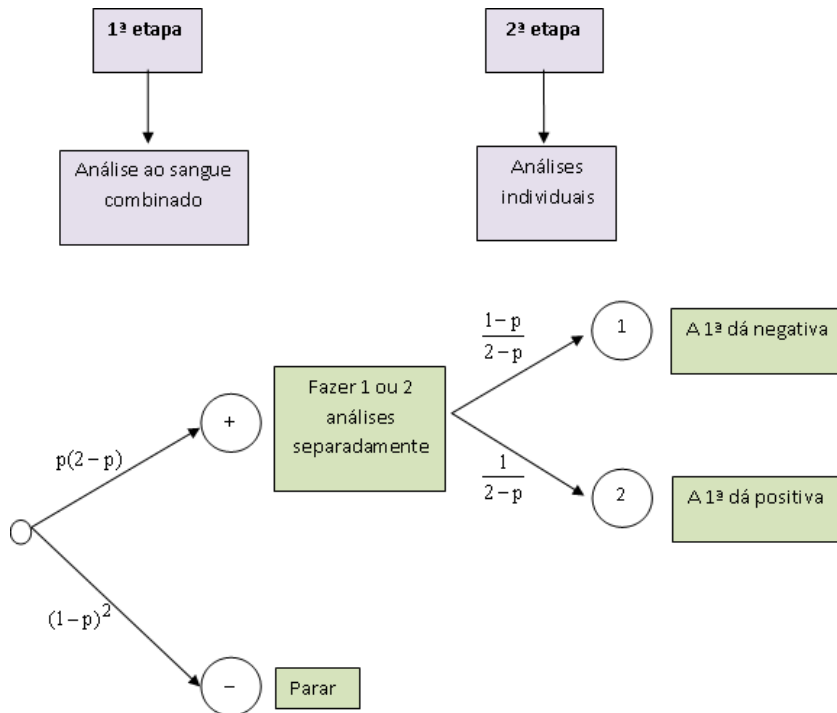 1ª etapa
2ª etapa
Análise ao sangue
combinado
Análises
individuais
1-p
2-p
1
A 1ª dá negativa
Fazer 1 ou 2
análises
separadamente
+
p(2-p)
1
2-p
2
A 1ª dá positiva
(1-p)²
−
Parar